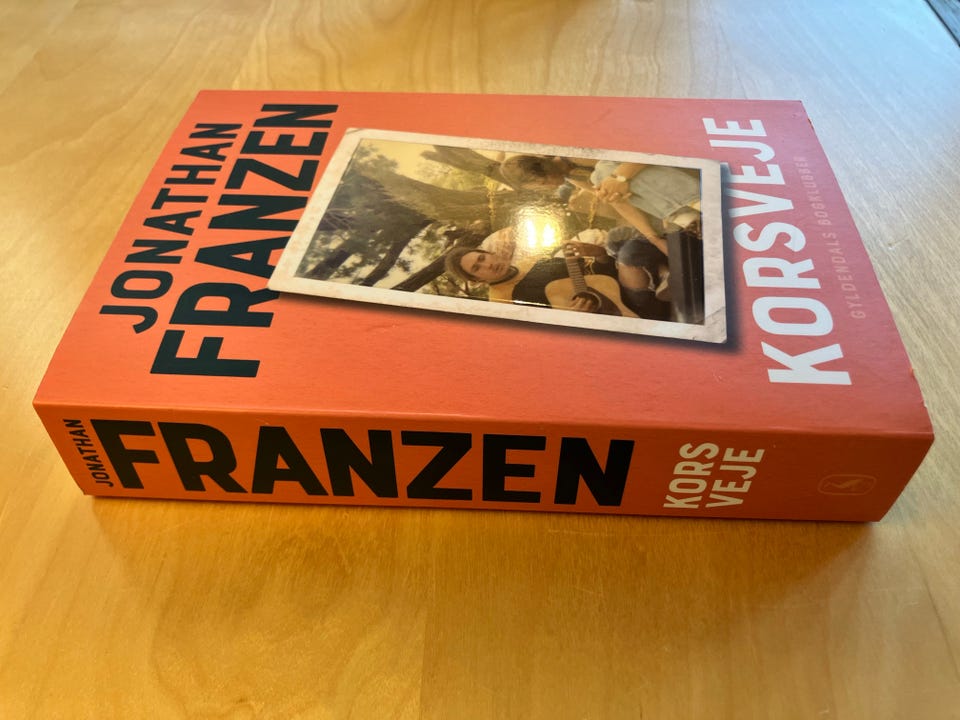 JONATHAN
FRANZEN
KORSVEJE
GYLDENDALS BOGKLUBBER
JONATHAN
FRANZEN
KORS
VEJE